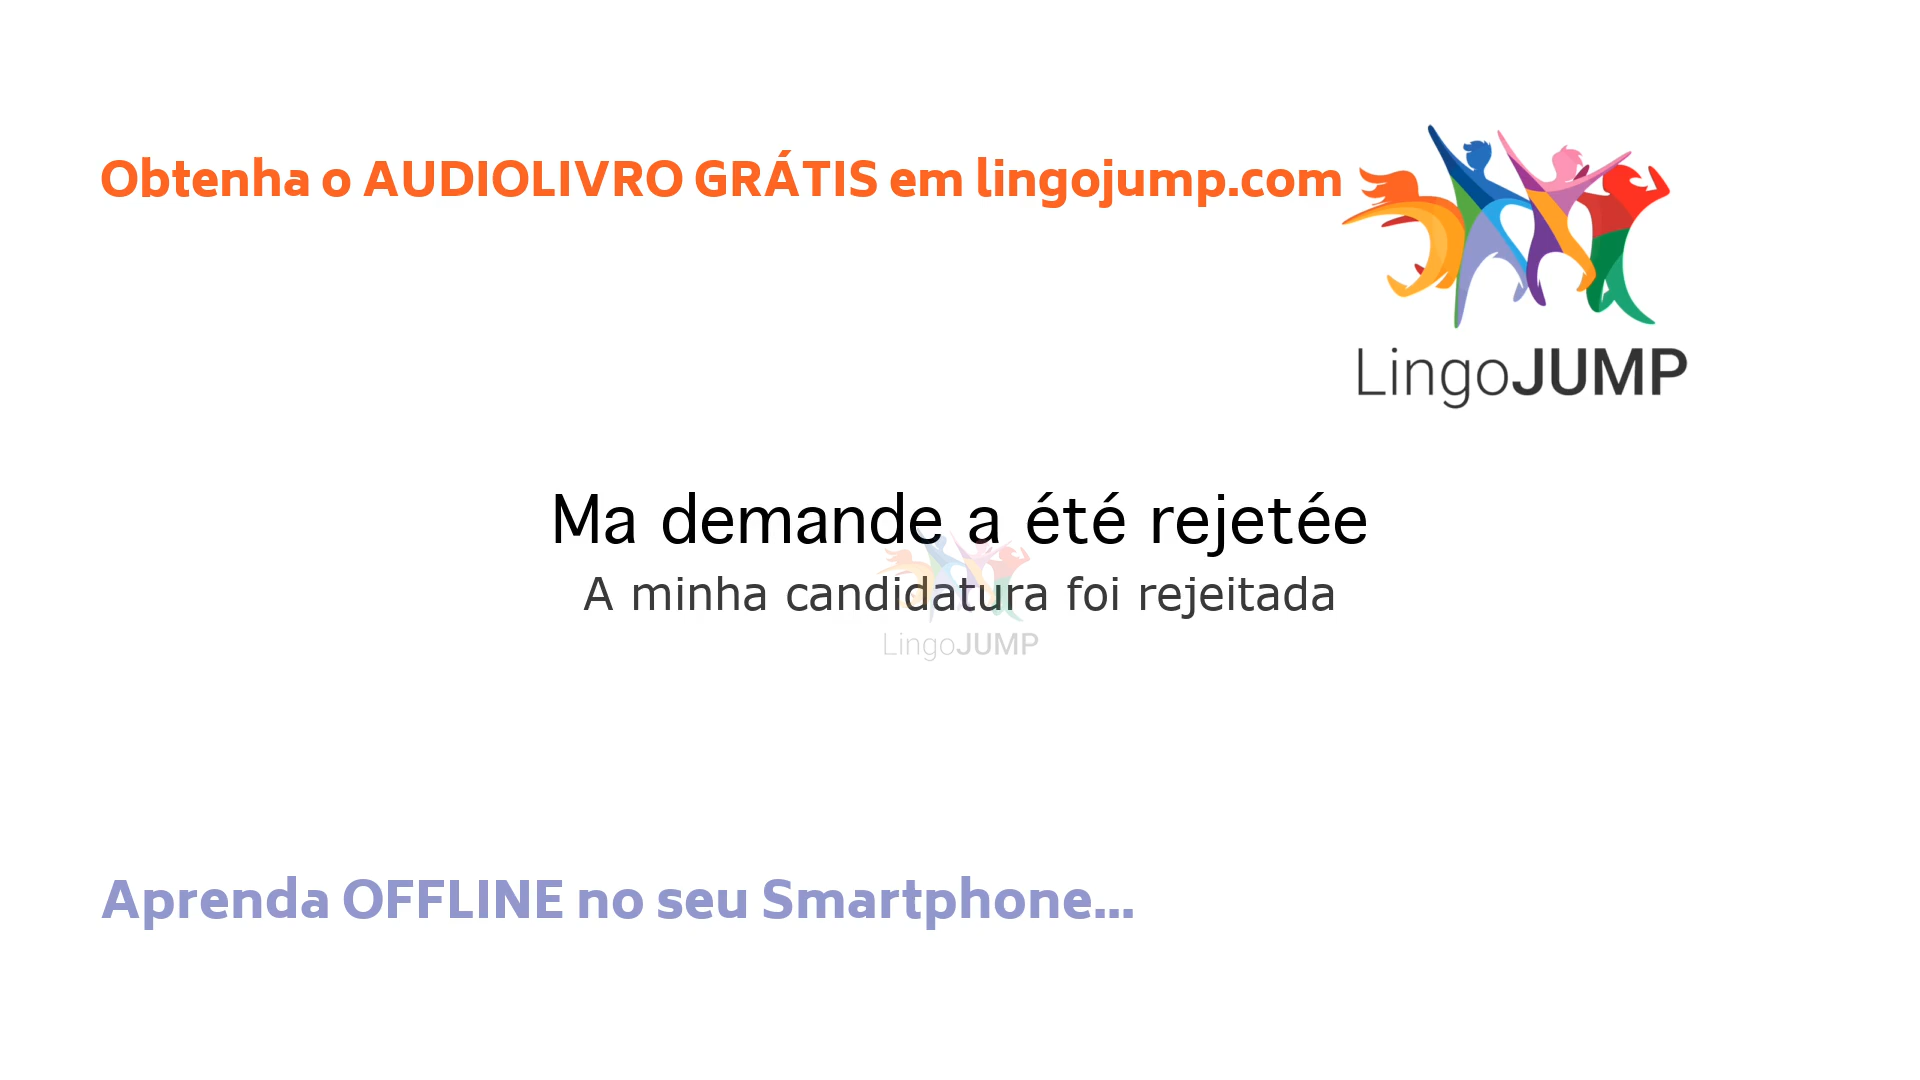 Obtenha o AUDIOLIVRO GRÁTIS em lingojump.com
LingoJUMP
Ma demande a été rejetée
A minha candidatura foi rejeitada
LingoJUMP
Aprenda OFFLINE no seu Smartphone...